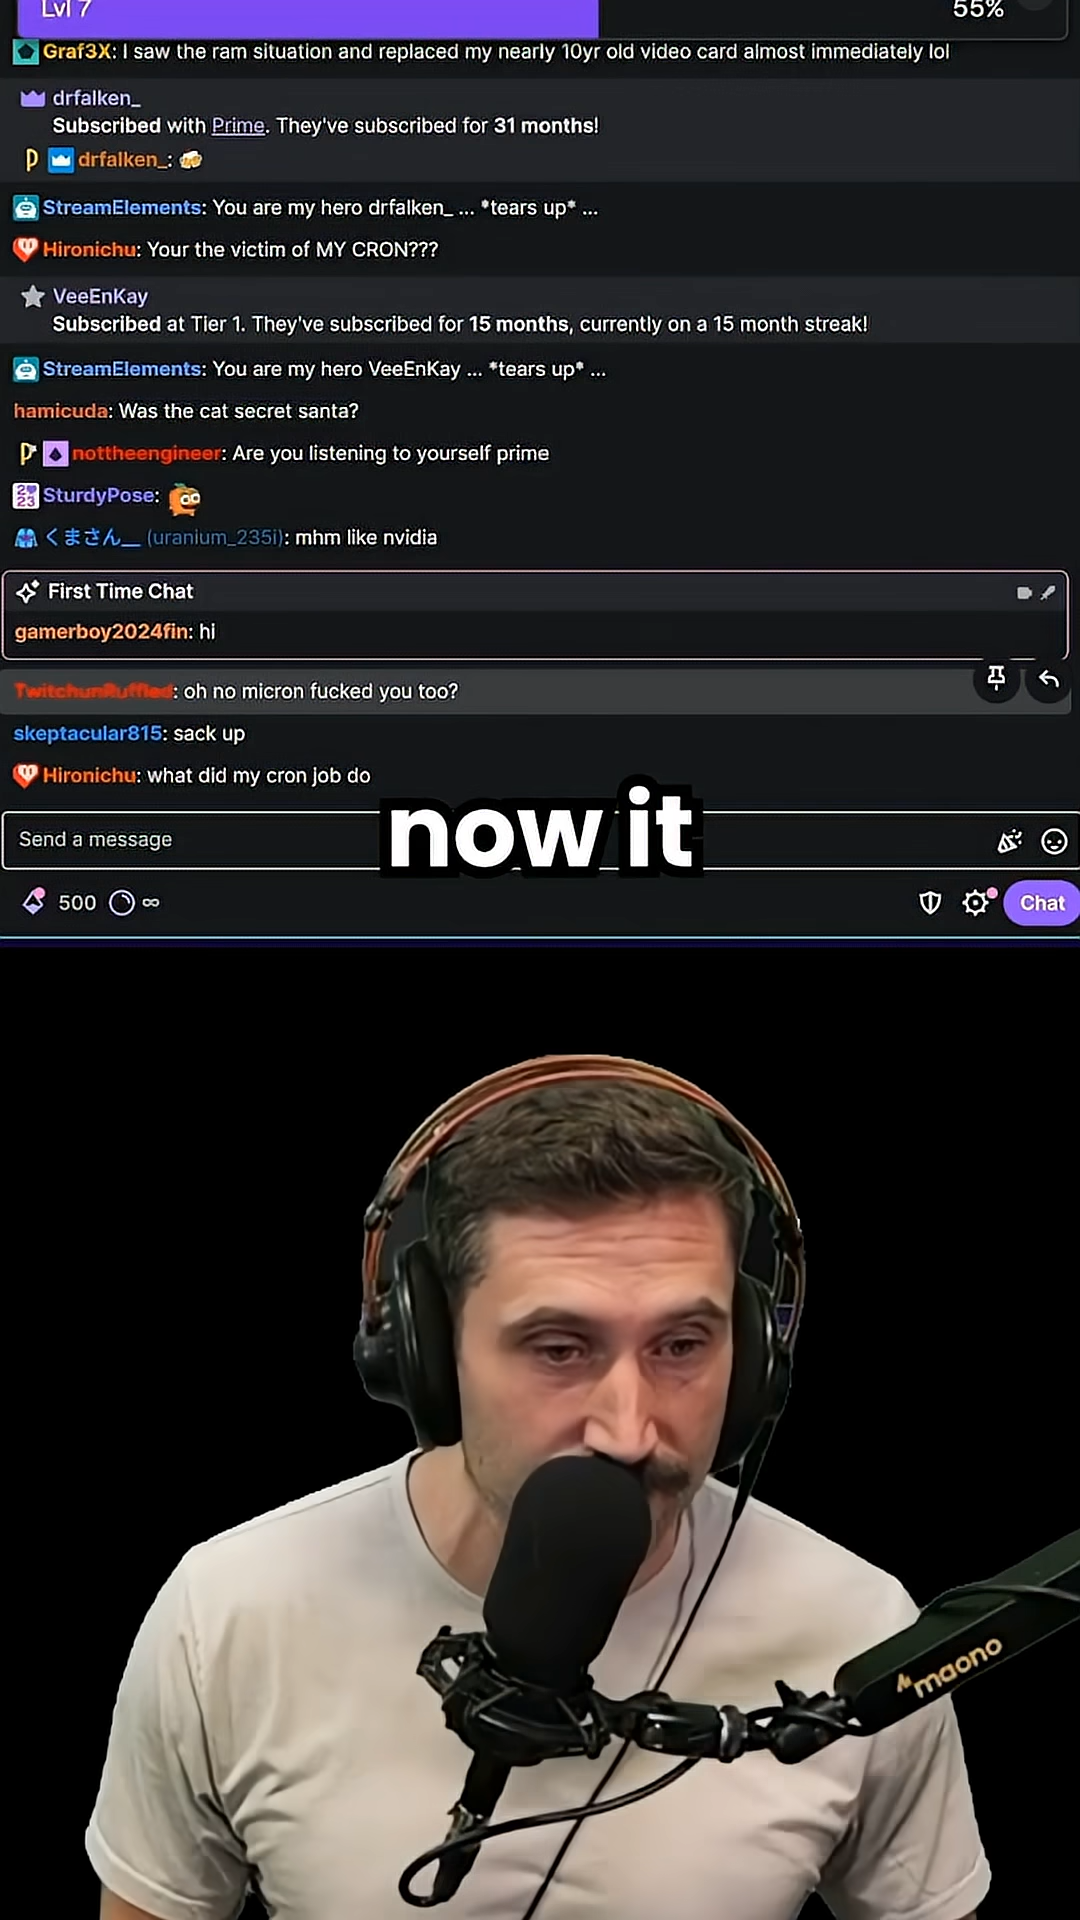 Lvl 7 55%
Graf3X: I saw the ram situation and replaced my nearly 10yr old video card almost immediately lol
drfalken_
Subscribed with Prime. They've subscribed for 31 months!
drfalken_:
StreamElements: You are my hero drfalken_ ... *tears up* ...
Hironichu: Your the victim of MY CRON???
VeeEnKay
Subscribed at Tier 1. They've subscribed for 15 months, currently on a 15 month streak!
StreamElements: You are my hero VeeEnKay ... *tears up* ...
hamicuda: Was the cat secret santa?
nottheengineer: Are you listening to yourself prime
2023 SturdyPose:
くまさん__ (uranium_235i): mhm like nvidia
First Time Chat
gamerboy2024fin: hi
TwitchunRuffled: oh no micron fucked you too?
skeptacular815: sack up
Hironichu: what did my cron job do
now it
Send a message
500 ∞ Chat
maono